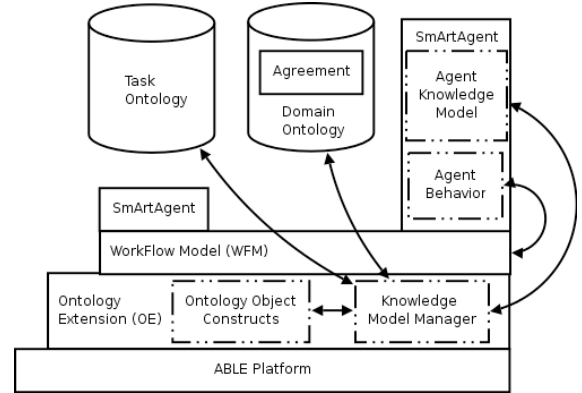 Task
Ontology
Agreement
Domain
Ontology
SmArtAgent
Agent
Knowledge
Model
Agent
Behavior
SmArtAgent
WorkFlow Model (WFM)
Ontology
Extension (OE)
Ontology Object
Constructs
Knowledge
Model Manager
ABLE Platform